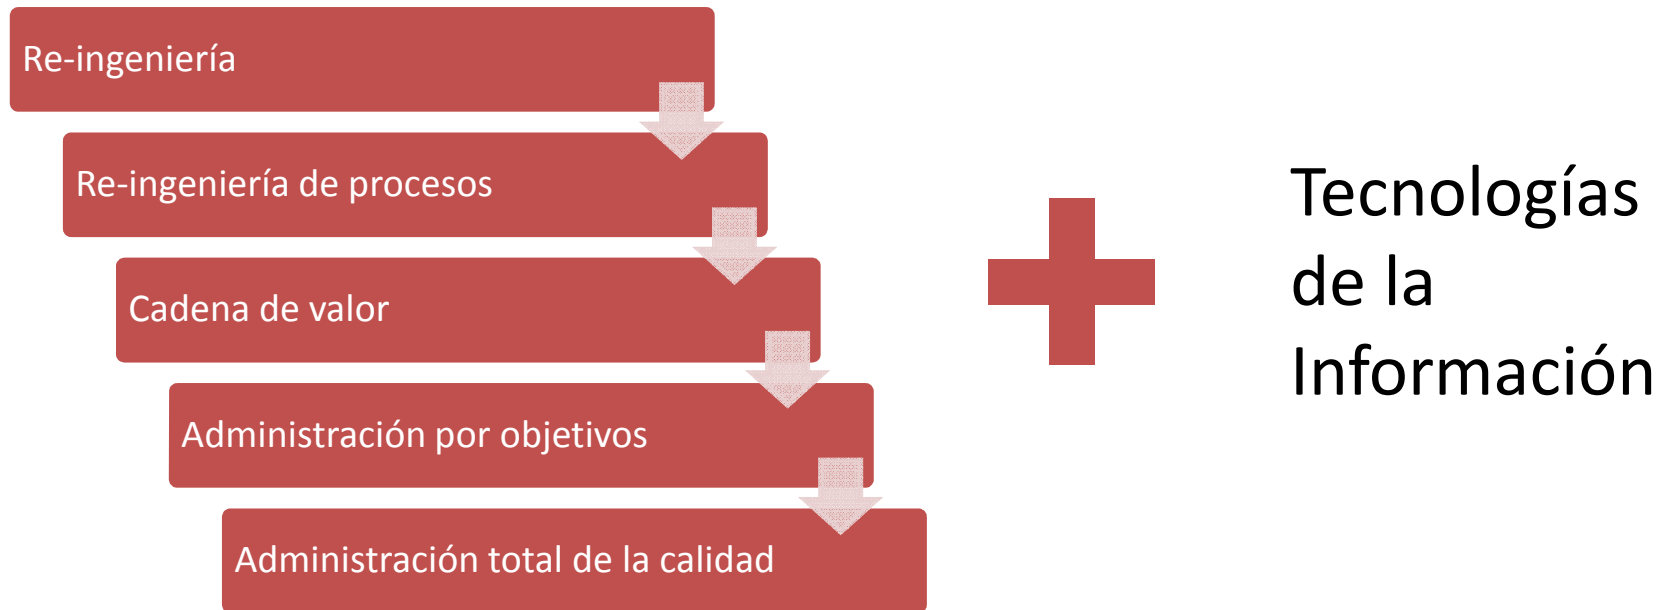 Re-ingeniería
Re-ingeniería de procesos
Cadena de valor
Administración por objetivos
Administración total de la calidad
Tecnologías
de la
Información